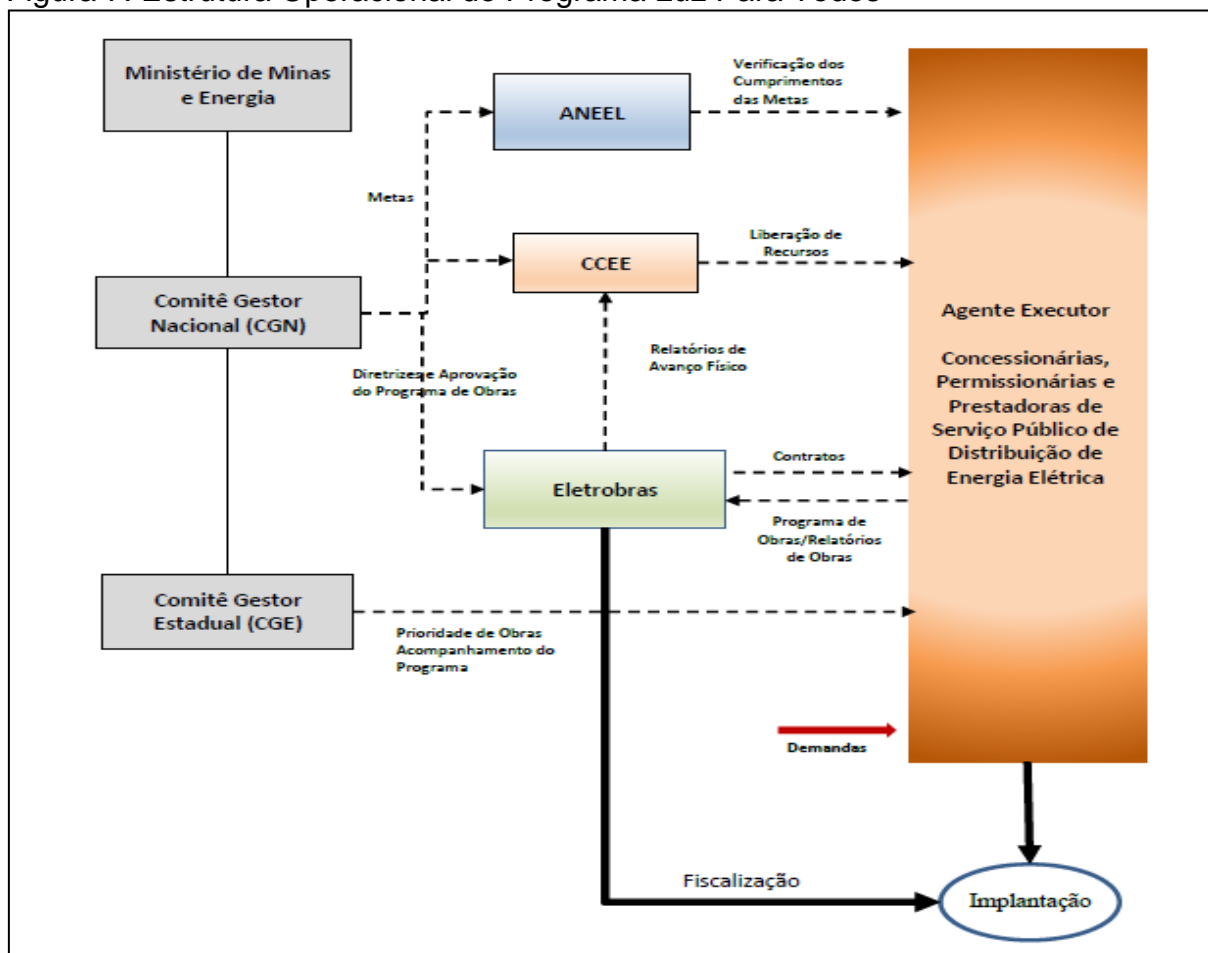 Figura Estrutura Operacional do Programa Luz Para Todos
Ministério de Minas
e Energia
ANEEL
Verificação dos
Cumprimentos
das Metas
Metas
CCEE
Liberação de
Recursos
Comitê Gestor
Nacional (CGN)
Diretrizes e Aprovação
do Programa de Obras
Relatórios de
Avanço Físico
Agente Executor
Concessionárias,
Permissionárias e
Prestadoras de
Serviço Público de
Distribuição de
Energia Elétrica
Eletrobras
Contratos
Programa de
Obras/Relatórios
de Obras
Comitê Gestor
Estadual (CGE)
Prioridade de Obras
Acompanhamento do
Programa
Demandas
Fiscalização
Implantação